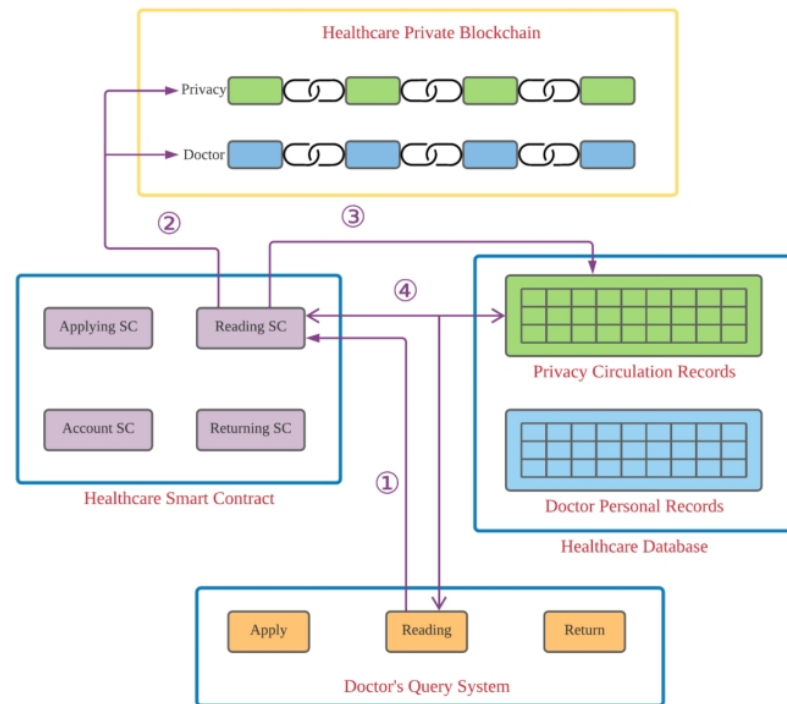 Healthcare Private Blockchain
Privacy
Doctor
②
③
④
Applying SC
Reading SC
Account SC
Returning SC
Healthcare Smart Contract
Privacy Circulation Records
Doctor Personal Records
Healthcare Database
①
Apply
Reading
Return
Doctor's Query System